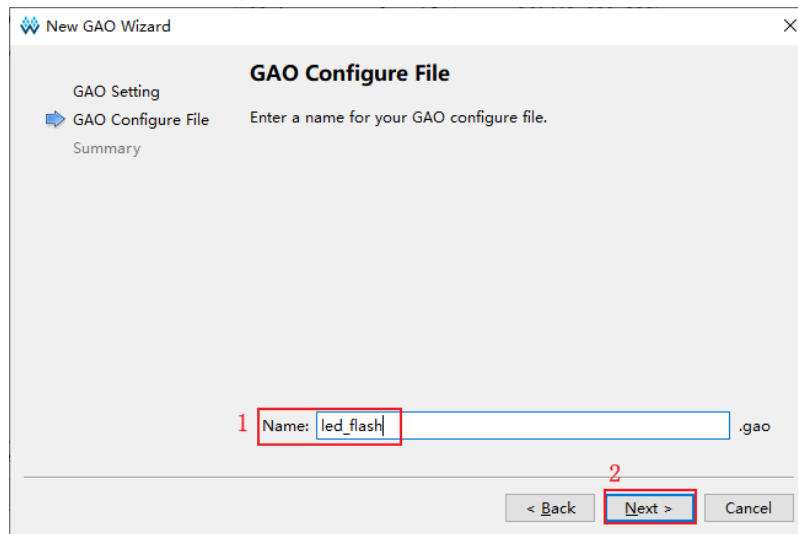 New GAO Wizard
GAO Setting
GAO Configure File
Summary
GAO Configure File
Enter a name for your GAO configure file.
1 Name: led_flash .gao
2
< Back Next > Cancel